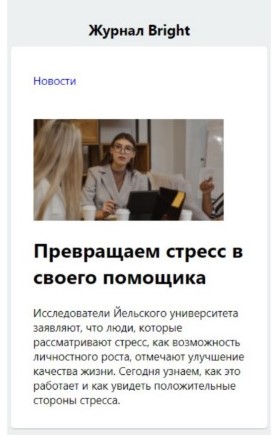 Журнал Bright
Новости
Превращаем стресс в
своего помощика
Исследователи Йельского университета
заявляют, что люди, которые
рассматривают стресс, как возможность
личностного роста, отмечают улучшение
качества жизни. Сегодня узнаем, как это
работает и как увидеть положительные
стороны стресса.